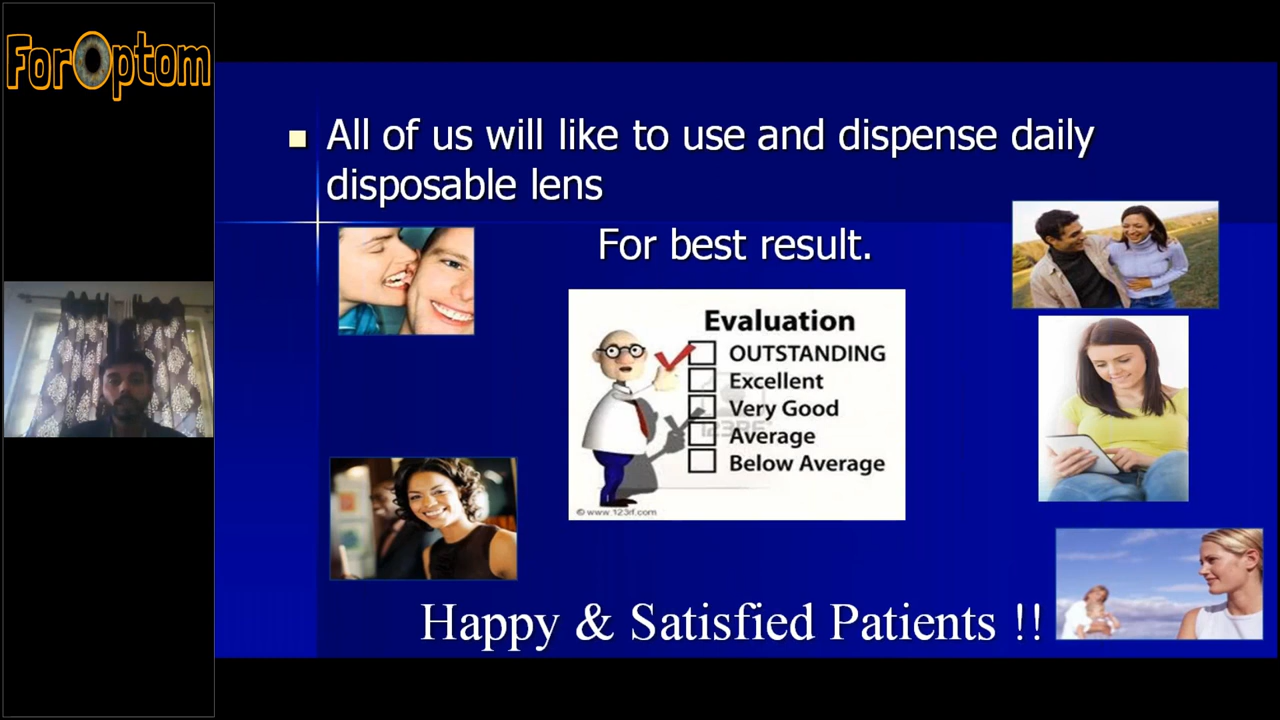 ForOptom
All of us will like to use and dispense daily
disposable lens
For best result.
Evaluation
OUTSTANDING
Excellent
Very Good
Average
Below Average
123RF
© www.123rf.com
Happy & Satisfied Patients !!